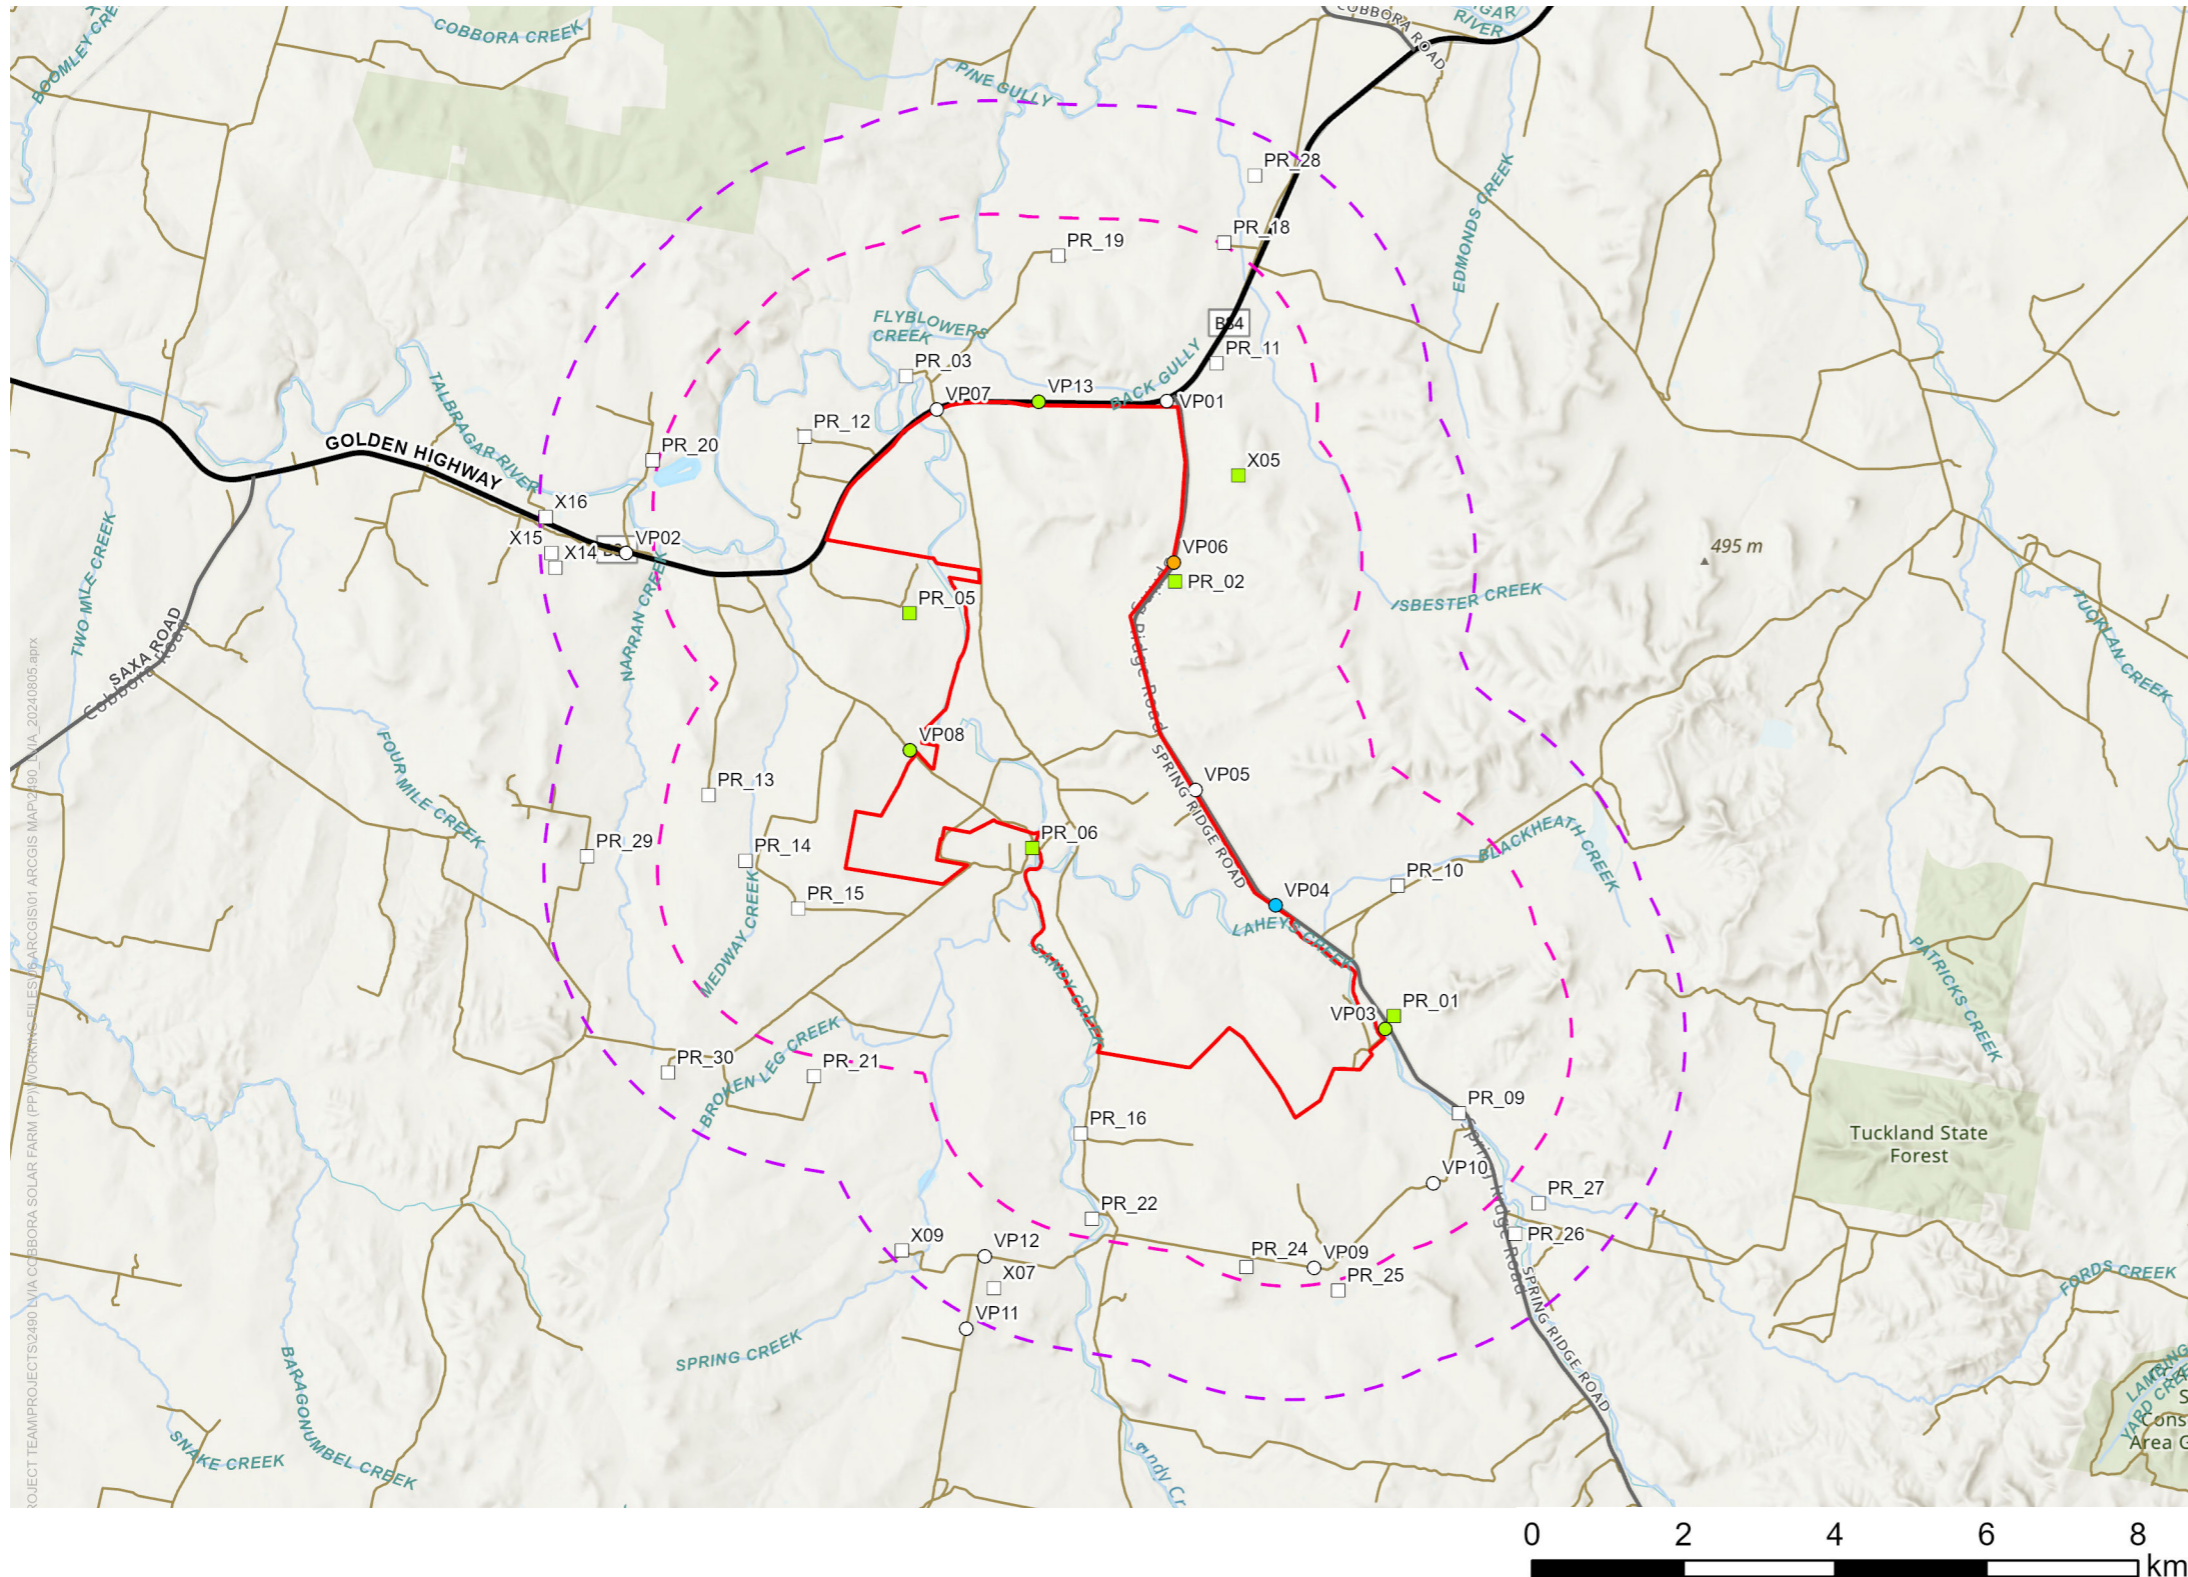 COBBORA ROAD
RIVER
COBBORA CREEK
PINE GULLY
PR_28
EDMONDS CREEK
PR_18
PR_19
FLYBLOWERS
CREEK
PR_11
BACK GULLY
PR_03
VP13
VP07
VP01
TALBRAGAR RIVER
PR_12
GOLDEN HIGHWAY
PR_20
X05
X16
X15
X14
VP02
VP06
495 m
PR_02
PR_05
TWO MILE CREEK
NARRAN CREEK
TUCKLAN CREEK
SAXA ROAD
Cobbora Road
Spring Ridge Road
VP08
FOUR MILE CREEK
PR_13
VP05
SPRING RIDGE ROAD
PR_06
PR_29
PR_14
PR_10
BLACKHEATH CREEK
PR_15
VP04
LAHEYS CREEK
MEDWAY CREEK
SANDY CREEK
PATRICKS CREEK
PR_01
VP03
PR_30
PR_21
BROKEN LEG CREEK
PR_09
PR_16
Tuckland State
Forest
Spring Ridge Road
VP10
PR_27
PR_22
PR_26
X09
VP12
PR_24
VP09
X07
PR_25
FORDS CREEK
VP11
SPRING RIDGE ROAD
SPRING CREEK
BARAGONUMBEL CREEK
SNAKE CREEK
YARD CREEK
Area G
0 2 4 6 8
km